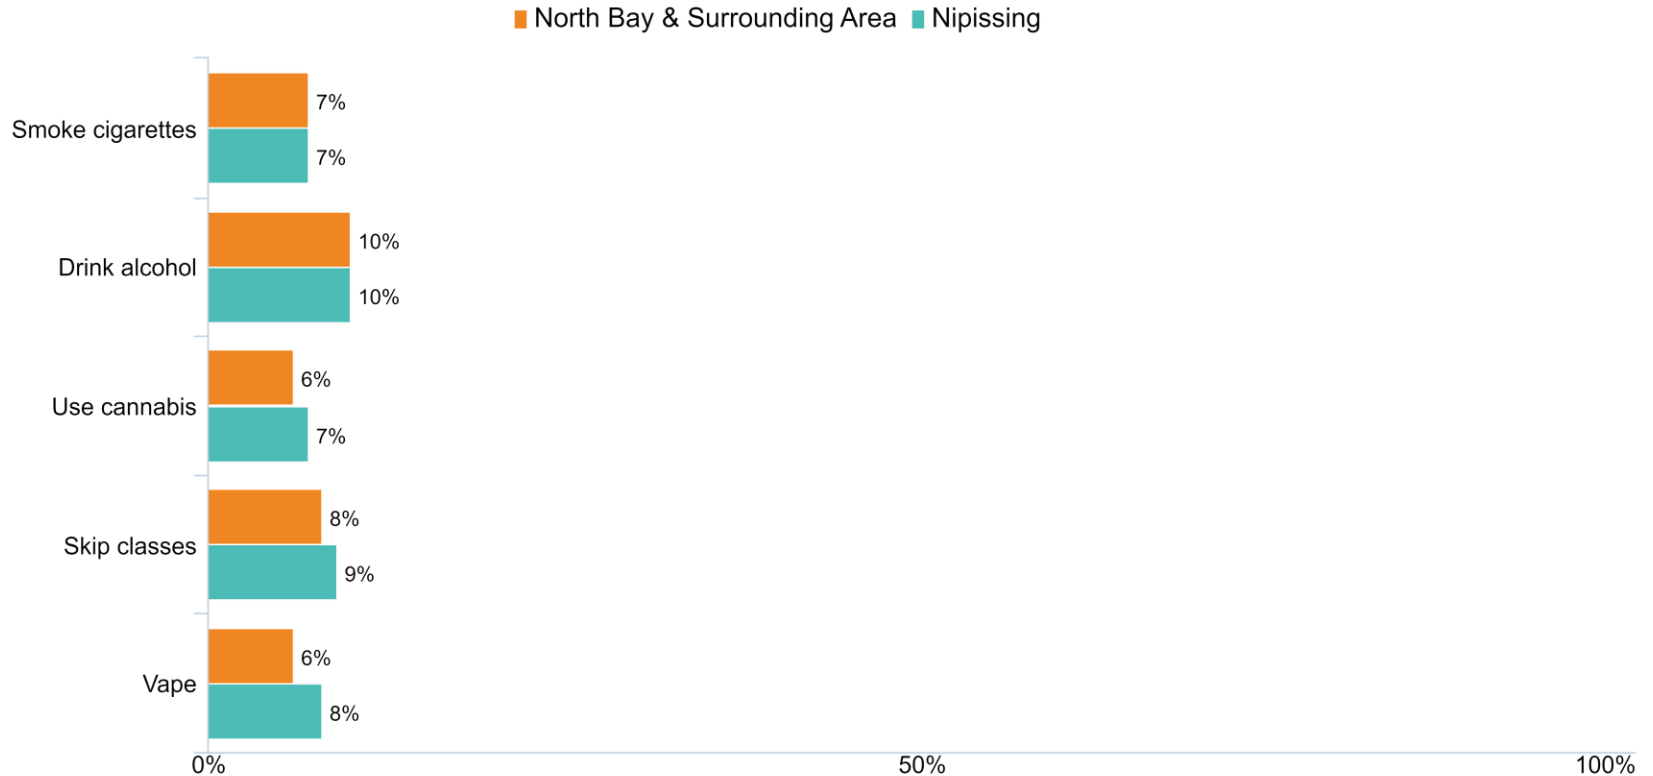 North Bay & Surrounding Area Nipissing
Smoke cigarettes
7%
7%
Drink alcohol
10%
10%
Use cannabis
6%
7%
Skip classes
8%
9%
Vape
6%
8%
0% 50% 100%